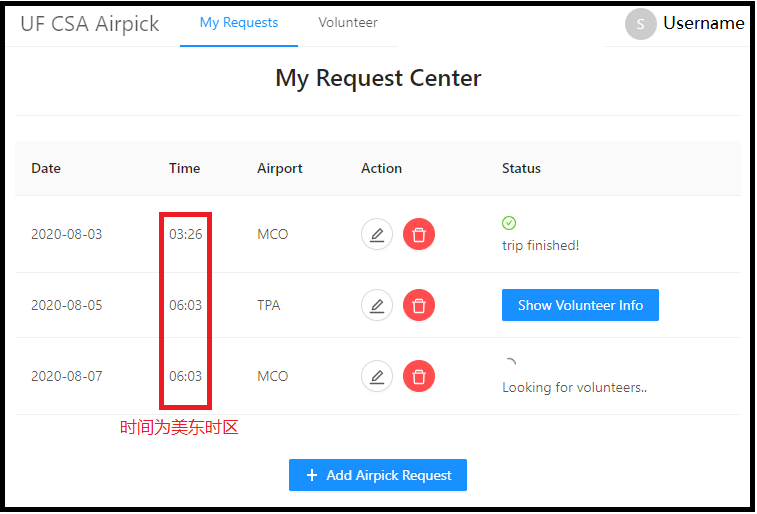 UF CSA Airpick My Requests Volunteer S Username
My Request Center
Date Time Airport Action Status
2020-08-03 03:26 MCO trip finished!
2020-08-05 06:03 TPA Show Volunteer Info
2020-08-07 06:03 MCO Looking for volunteers..
时间为美东时区
+ Add Airpick Request